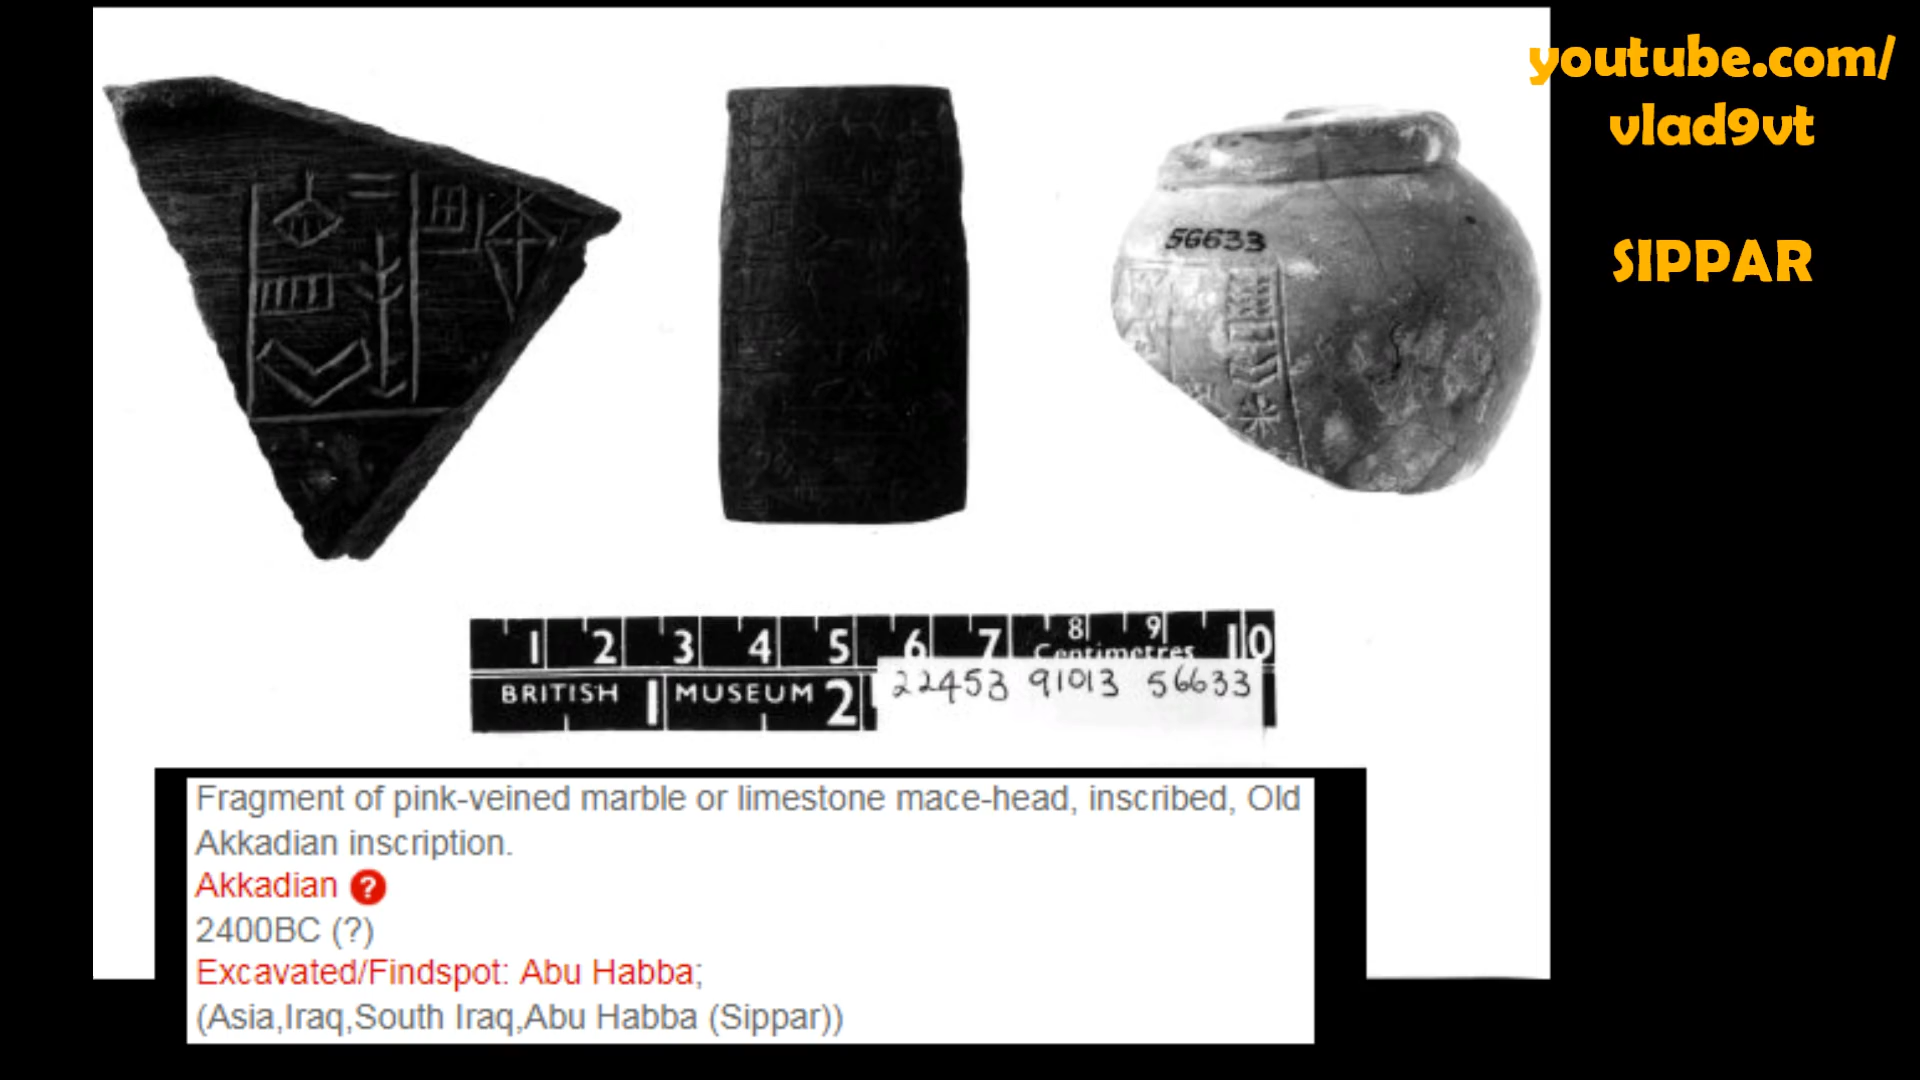 youtube.com/
vlad9vt
SIPPAR
56633
1 2 3 4 5 6 7 8 9 10
Centimetres
BRITISH 1 MUSEUM 2
22453 91013 56633
Fragment of pink-veined marble or limestone mace-head, inscribed, Old
Akkadian inscription.
Akkadian ?
2400BC (?)
Excavated/Findspot: Abu Habba;
(Asia,Iraq,South Iraq,Abu Habba (Sippar))